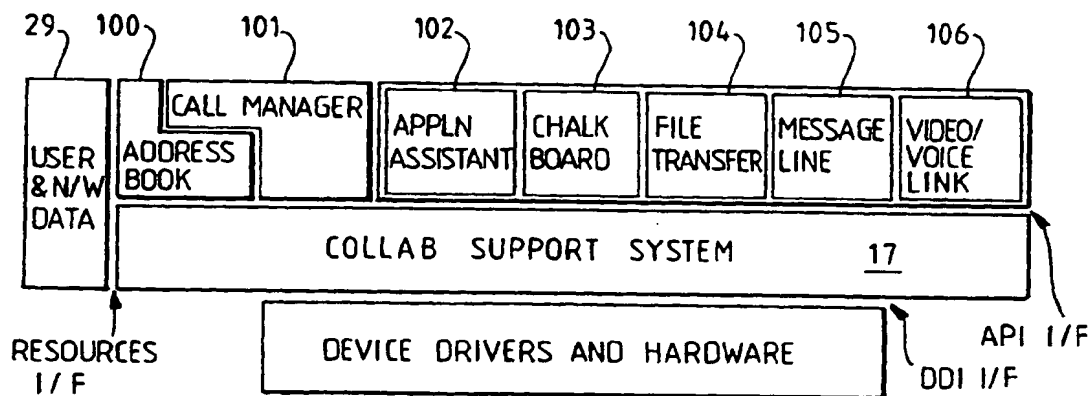 29
100
101
102
103
104
105
106
USER
& N/W
DATA
ADDRESS
BOOK
CALL MANAGER
APPLN
ASSISTANT
CHALK
BOARD
FILE
TRANSFER
MESSAGE
LINE
VIDEO/
VOICE
LINK
COLLAB SUPPORT SYSTEM 17
RESOURCES
I/F
DEVICE DRIVERS AND HARDWARE
DDI I/F
API I/F